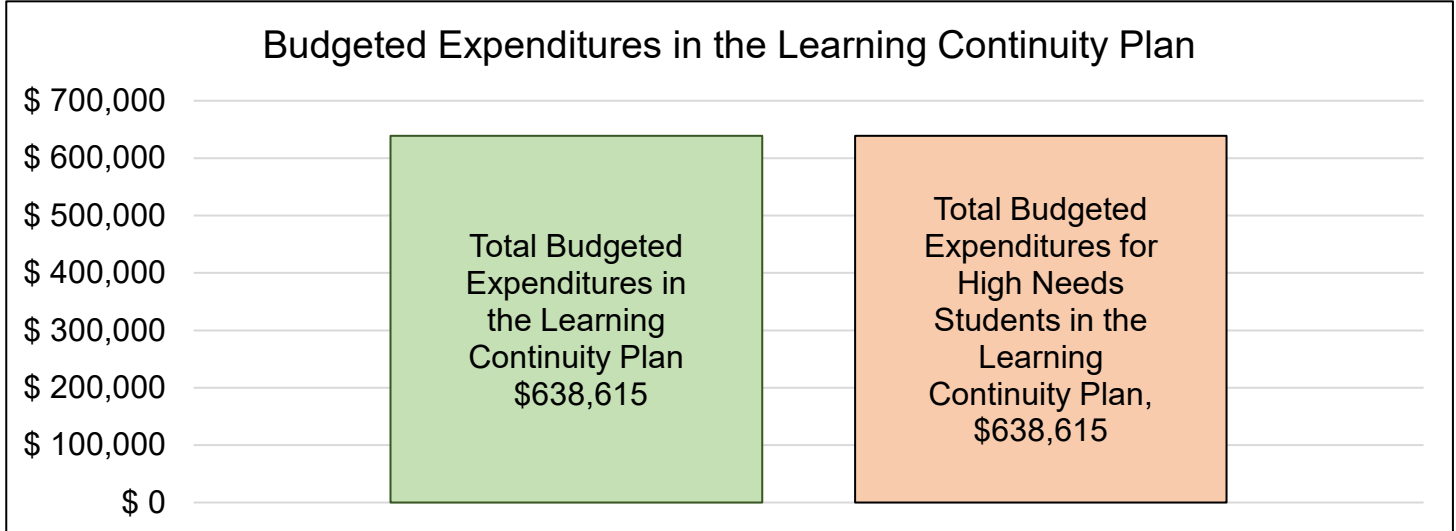 Budgeted Expenditures in the Learning Continuity Plan
$ 700,000
$ 600,000
$ 500,000
$ 400,000
$ 300,000
$ 200,000
$ 100,000
$ 0
Total Budgeted
Expenditures in
the Learning
Continuity Plan
$638,615
Total Budgeted
Expenditures for
High Needs
Students in the
Learning
Continuity Plan,
$638,615